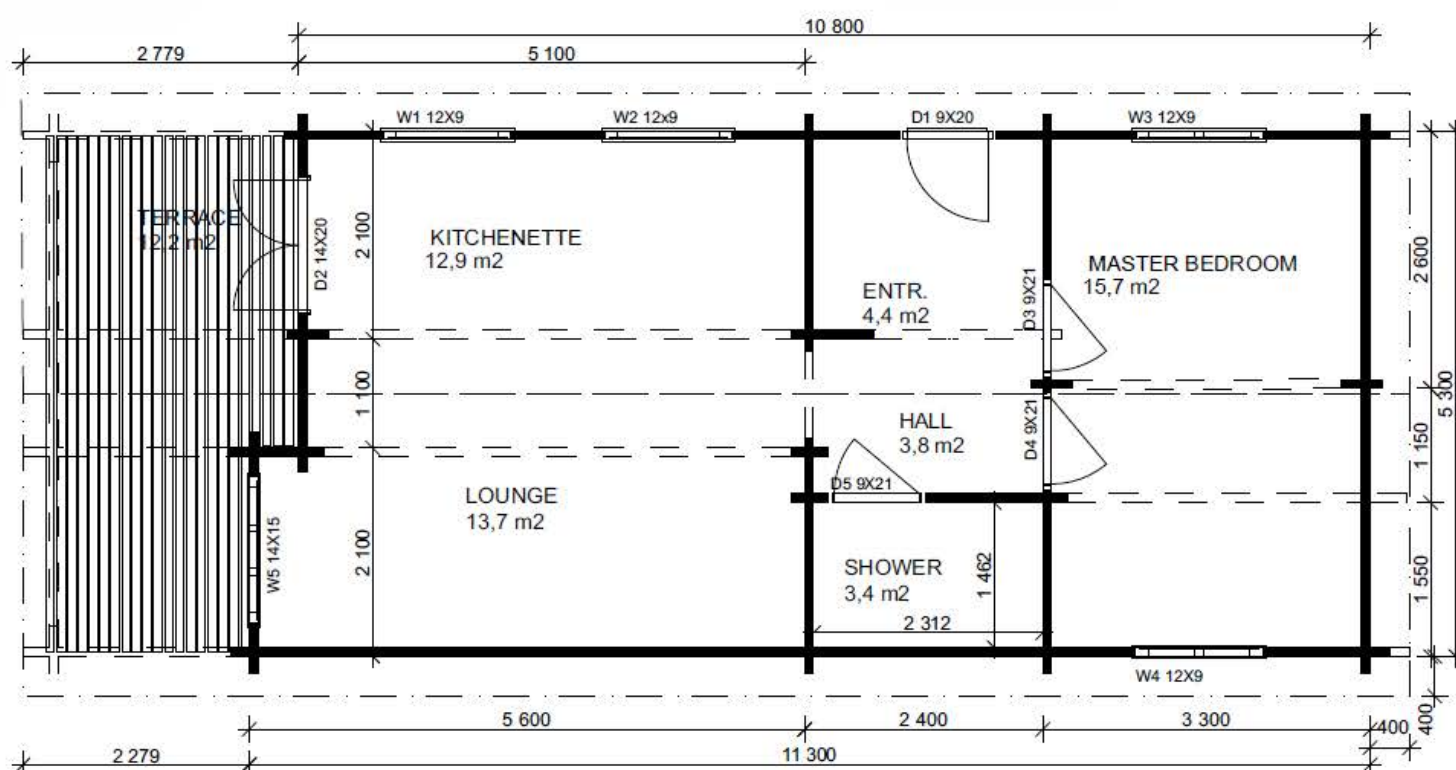 10 800
2 779
5 100
W1 12X9
W2 12x9
D1 9X20
W3 12X9
TERRACE
12,2 m2
D2 14X20
2 100
KITCHENETTE
12,9 m2
ENTR.
4,4 m2
D3 9X21
MASTER BEDROOM
15,7 m2
2 600
5 300
1 100
HALL
3,8 m2
D4 9X21
1 150
LOUNGE
13,7 m2
D5 9X21
W5 14X15
2 100
SHOWER
3,4 m2
1 462
1 550
2 312
W4 12X9
5 600
2 400
3 300
400
400
2 279
11 300